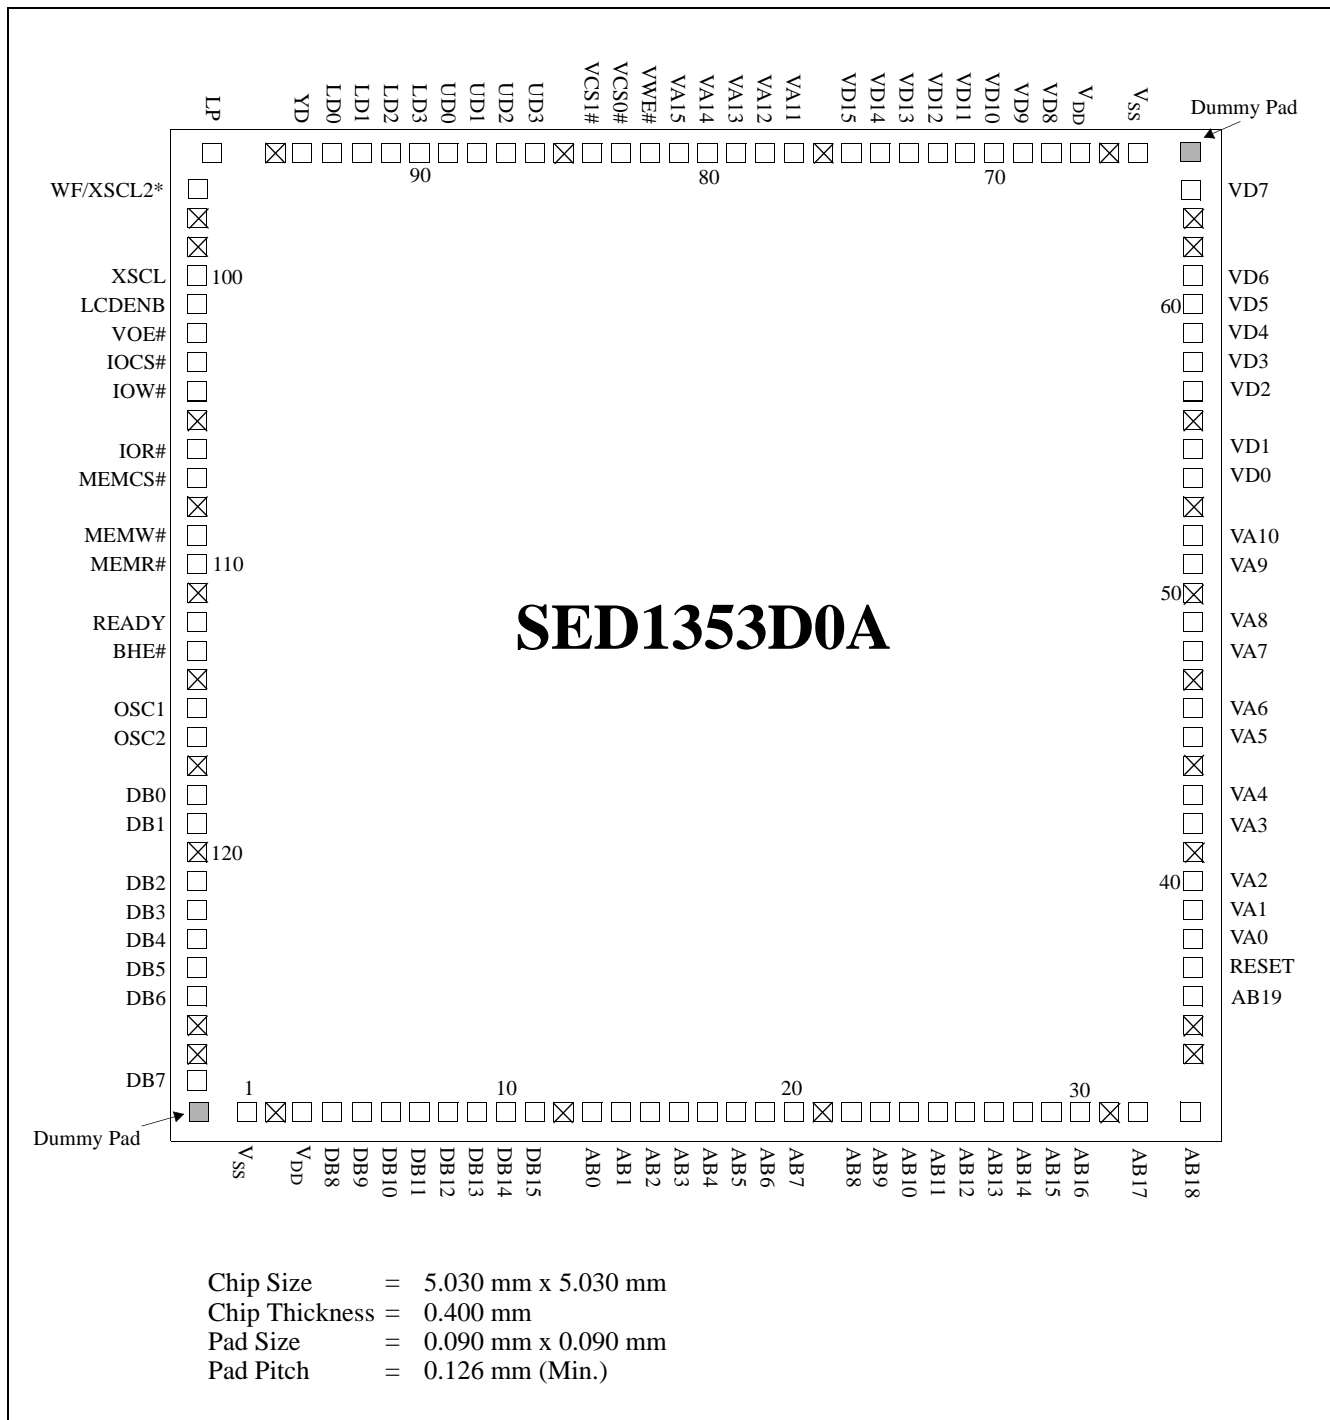 LP
YD
LD0
LD1
LD2
LD3
UD0
UD1
UD2
UD3
VCS1#
VCS0#
VWE#
VA15
VA14
VA13
VA12
VA11
VD15
VD14
VD13
VD12
VD11
VD10
VD9
VD8
VDD
VSS
Dummy Pad
90
80
70
WF/XSCL2*
VD7
XSCL
100
VD6
LCDENB
60
VD5
VOE#
VD4
IOCS#
VD3
IOW#
VD2
IOR#
VD1
MEMCS#
VD0
MEMW#
VA10
MEMR#
110
VA9
50
SED1353D0A
READY
VA8
BHE#
VA7
OSC1
VA6
OSC2
VA5
DB0
VA4
DB1
VA3
120
DB2
40
VA2
DB3
VA1
DB4
VA0
DB5
RESET
DB6
AB19
DB7
1
10
20
30
Dummy Pad
VSS
VDD
DB8
DB9
DB10
DB11
DB12
DB13
DB14
DB15
AB0
AB1
AB2
AB3
AB4
AB5
AB6
AB7
AB8
AB9
AB10
AB11
AB12
AB13
AB14
AB15
AB16
AB17
AB18
Chip Size = 5.030 mm x 5.030 mm
Chip Thickness = 0.400 mm
Pad Size = 0.090 mm x 0.090 mm
Pad Pitch = 0.126 mm (Min.)